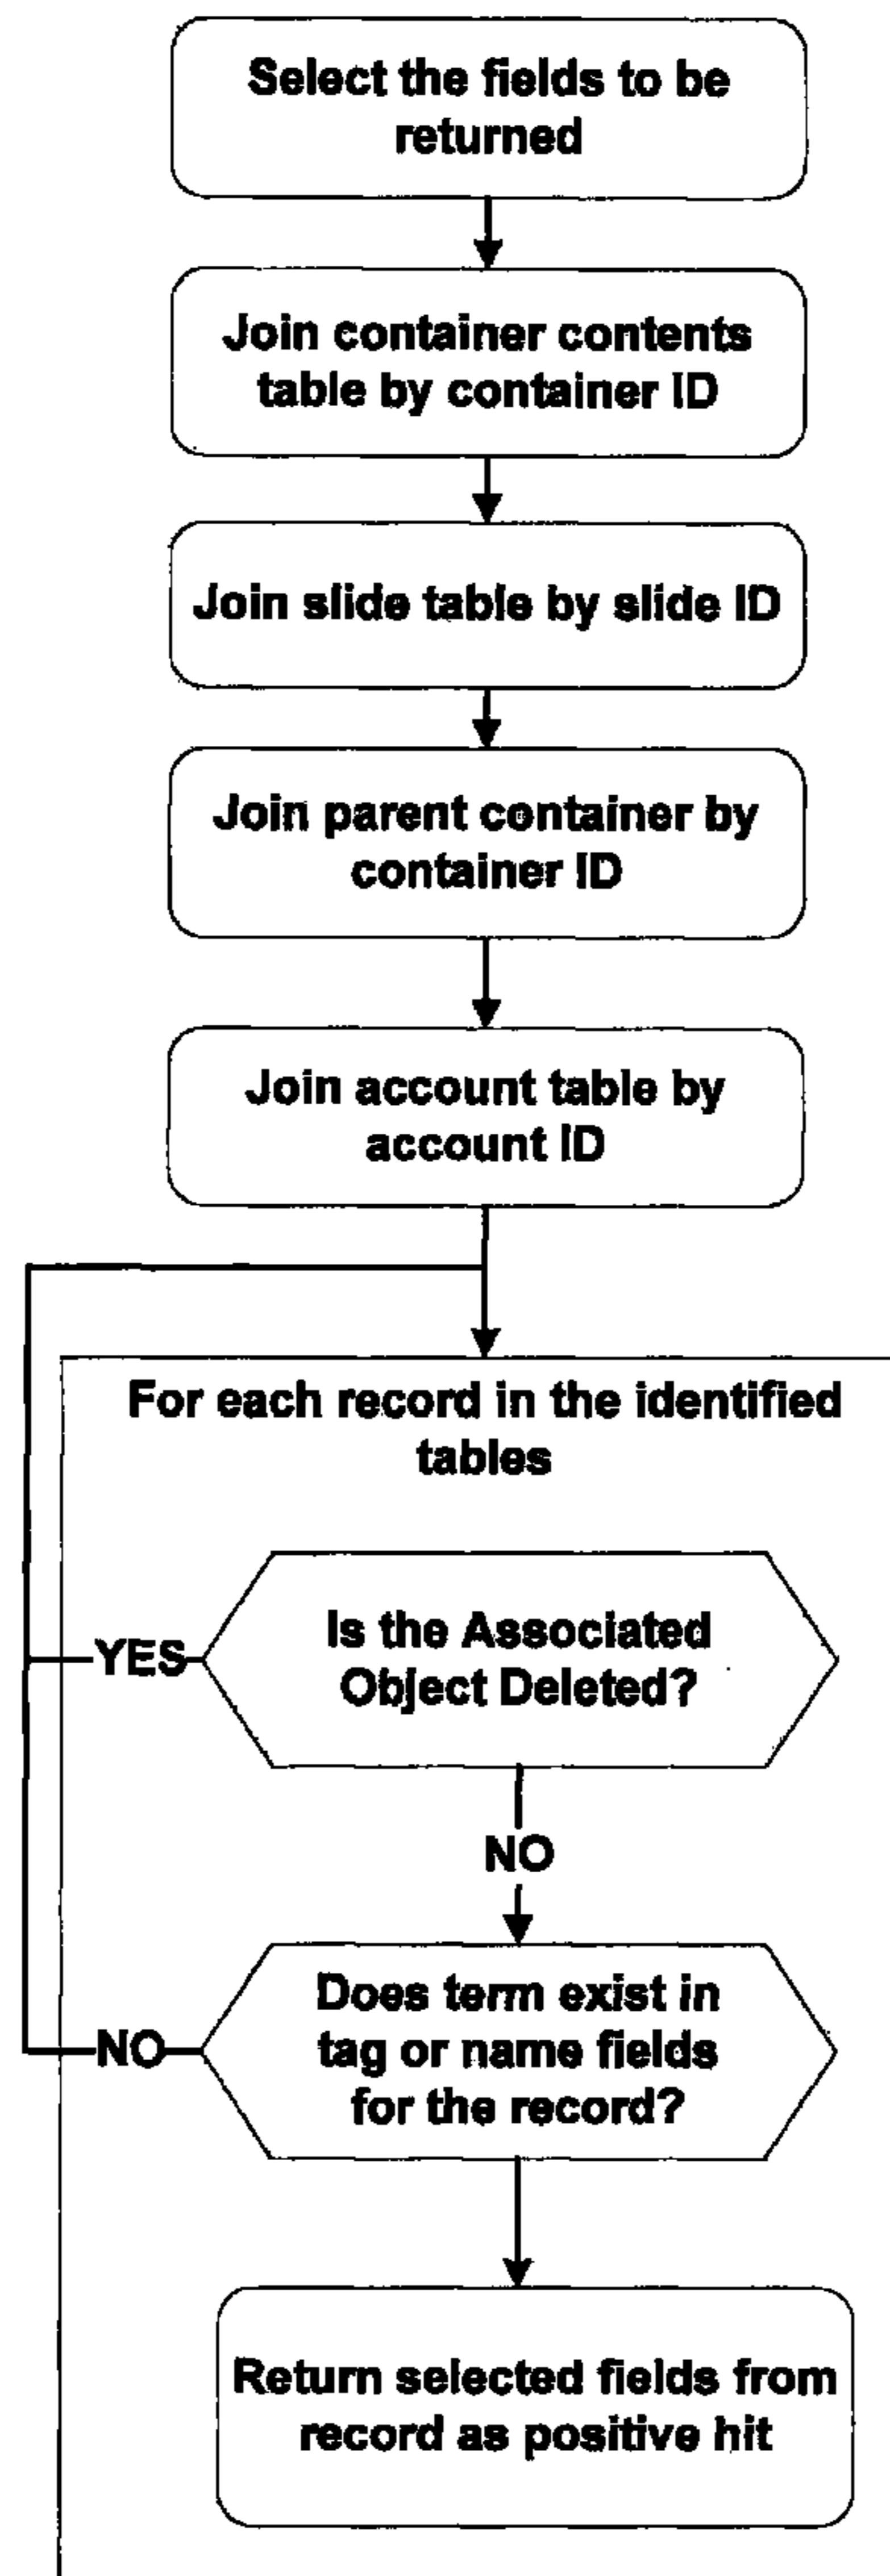 Select the fields to be
returned
Join container contents
table by container ID
Join slide table by slide ID
Join parent container by
container ID
Join account table by
account ID
For each record in the identified
tables
Is the Associated
Object Deleted?
YES
NO
Does term exist in
tag or name fields
for the record?
NO
Return selected fields from
record as positive hit